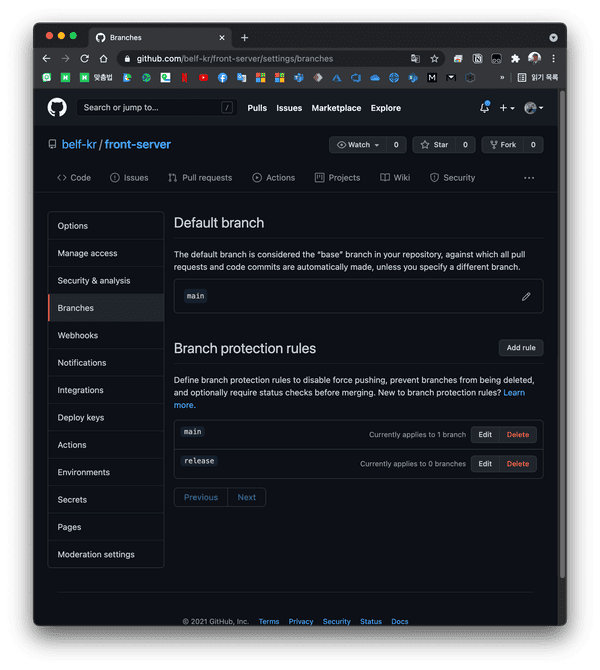 Branches
github.com/belf-kr/front-server/settings/branches
맞춤법
읽기 목록
Search or jump to...
/
Pulls Issues Marketplace Explore
belf-kr / front-server
Watch 0 Star 0 Fork 0
Code Issues Pull requests Actions Projects Wiki Security
Options
Manage access
Security & analysis
Branches
Webhooks
Notifications
Integrations
Deploy keys
Actions
Environments
Secrets
Pages
Moderation settings
Default branch
The default branch is considered the “base” branch in your repository, against which all pull
requests and code commits are automatically made, unless you specify a different branch.
main
Branch protection rules
Add rule
Define branch protection rules to disable force pushing, prevent branches from being deleted,
and optionally require status checks before merging. New to branch protection rules? Learn
more.
main Currently applies to 1 branch Edit Delete
release Currently applies to 0 branches Edit Delete
Previous Next
© 2021 GitHub, Inc. Terms Privacy Security Status Docs